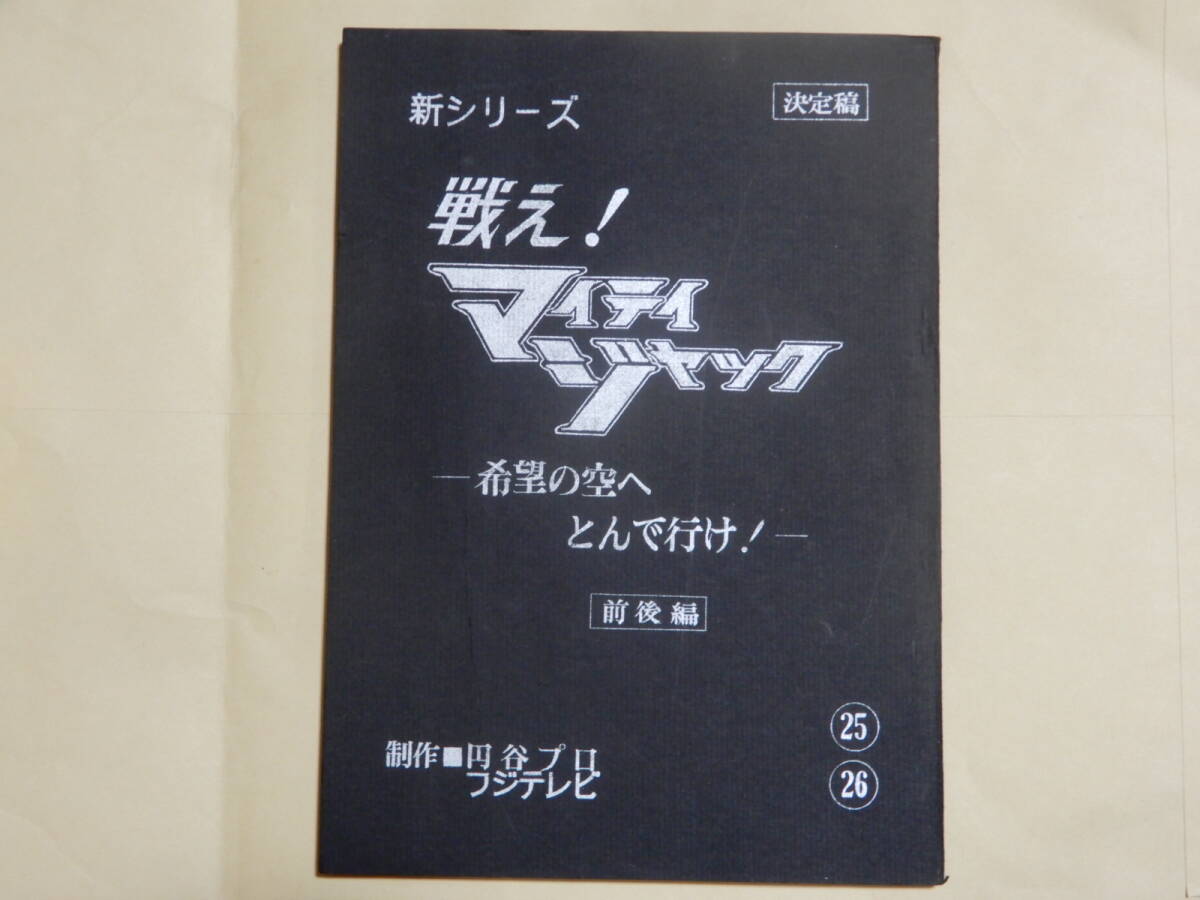 新シリーズ
決定稿
戦え!
マイティ
ジャック
―希望の空へ
とんで行け!―
前後編
25
26
制作■円谷プロ
フジテレビ